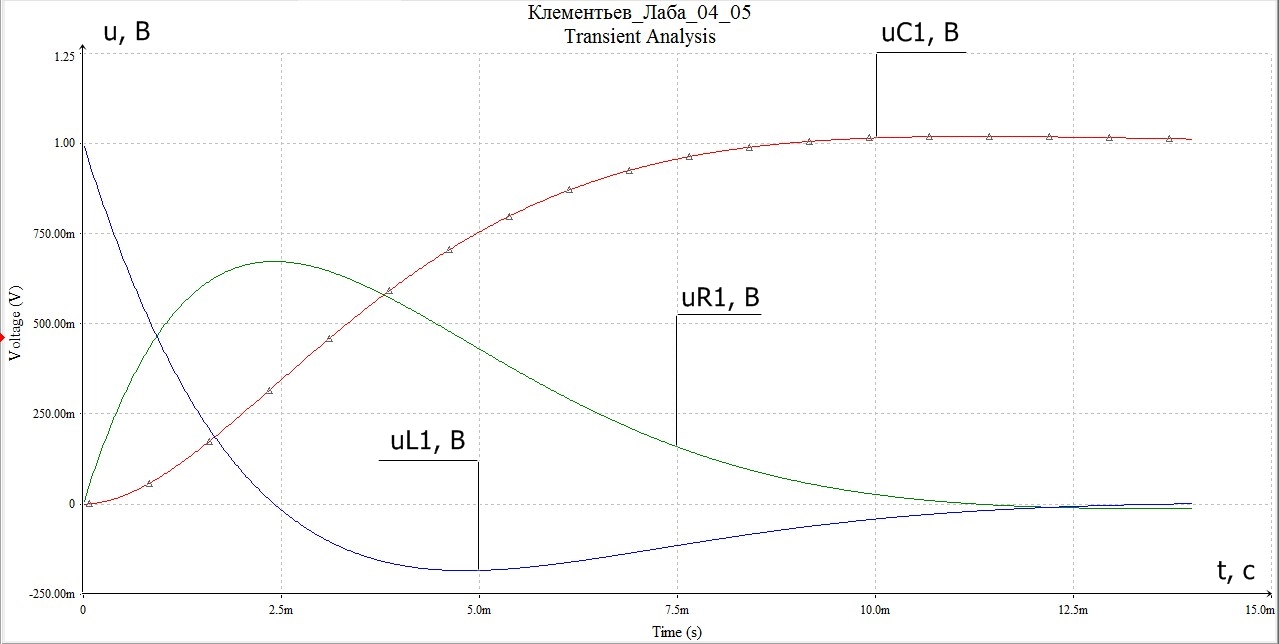 Клементьев_Лаба_04_05
Transient Analysis
u, В
uC1, В
1.25
1.00
750.00m
uR1, В
500.00m
Voltage (V)
250.00m
uL1, В
0
t, с
-250.00m
0 2.5m 5.0m 7.5m 10.0m 12.5m 15.0m
Time (s)